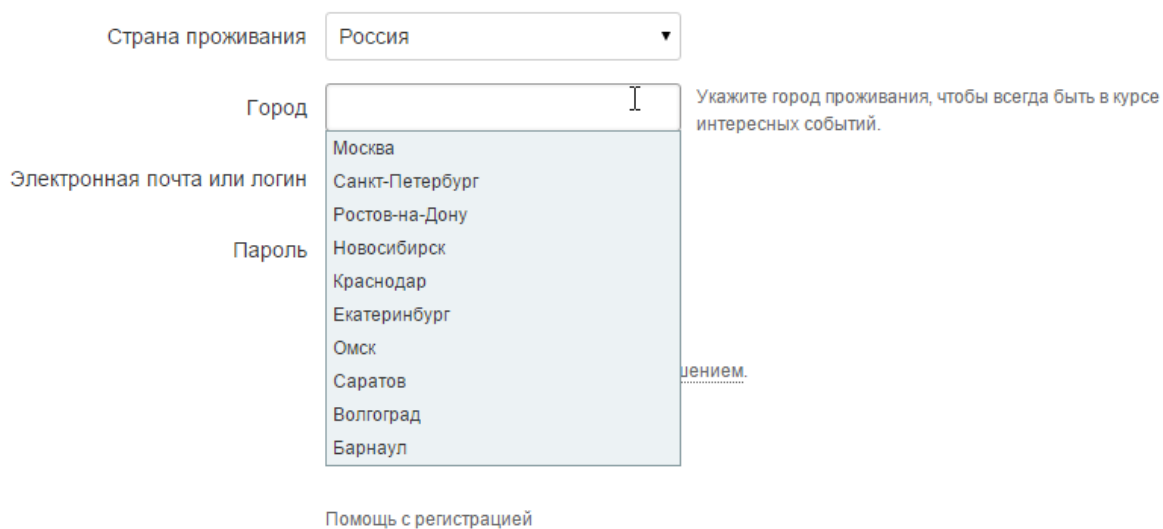 Страна проживания Россия
Город
Укажите город проживания, чтобы всегда быть в курсе
интересных событий.
Москва
Электронная почта или логин
Санкт-Петербург
Ростов-на-Дону
Пароль
Новосибирск
Краснодар
Екатеринбург
Омск
Саратов
Волгоград
Барнаул
Помощь с регистрацией